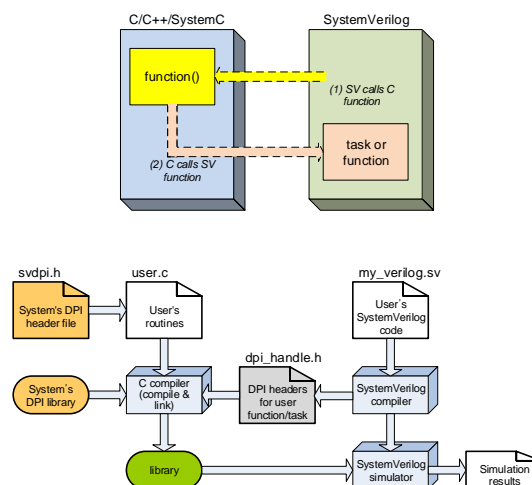 C/C++/SystemC
SystemVerilog
function()
(1) SV calls C
function
task or
function
(2) C calls SV
function
svdpi.h
user.c
my_verilog.sv
System's DPI
header file
User's
routines
User's
SystemVerilog
code
dpi_handle.h
System's
DPI library
C compiler
(compile &
link)
DPI headers
for user
function/task
SystemVerilog
compiler
library
SystemVerilog
simulator
Simulation
results